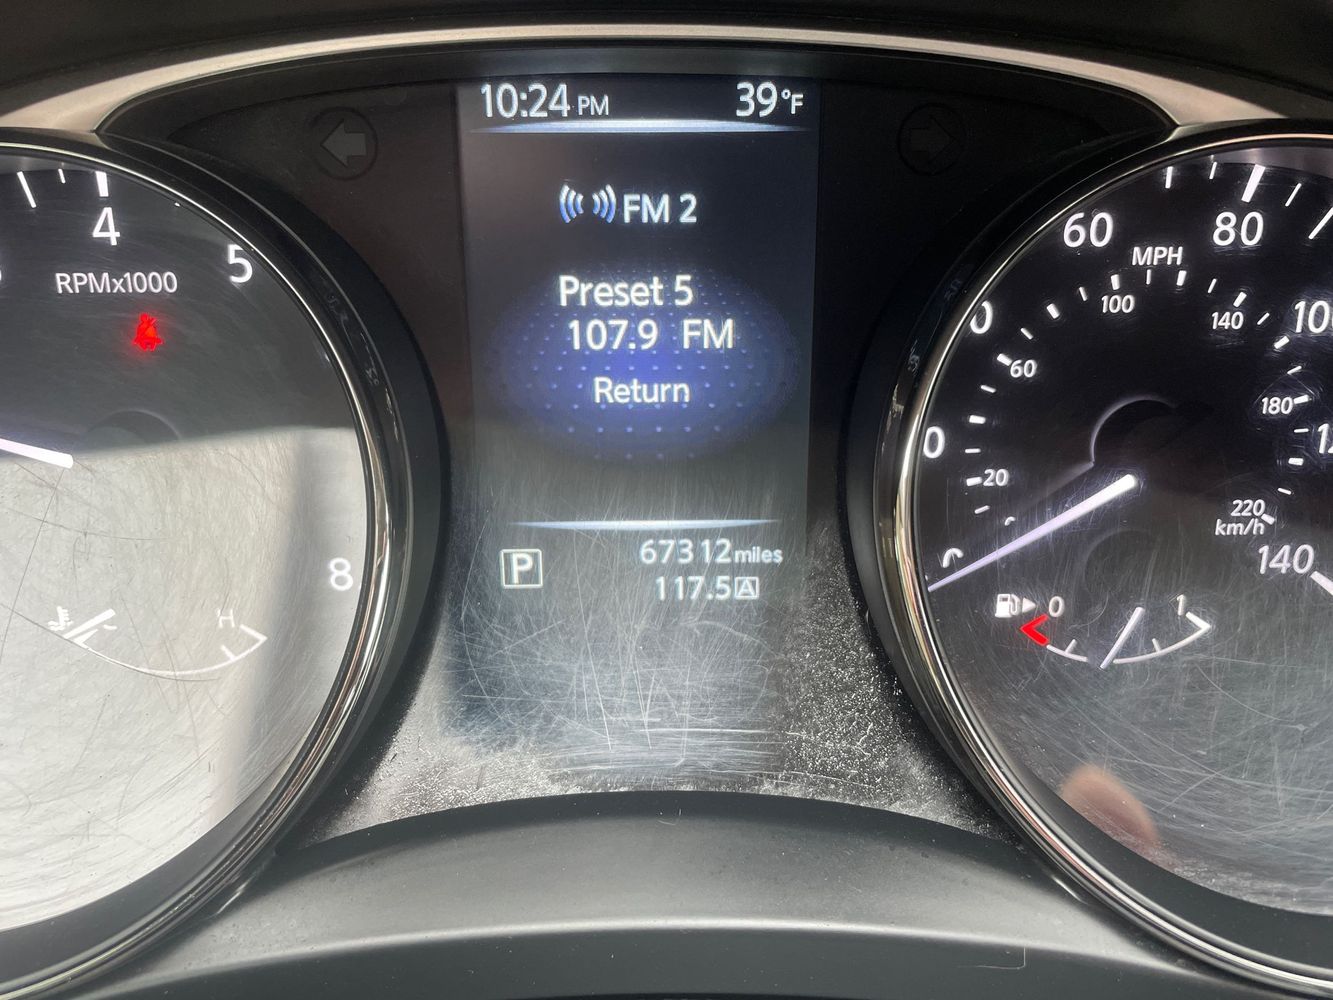 10:24 PM 39°F
FM 2
Preset 5
107.9 FM
Return
P 67312 miles
117.5 A
4
5
8
RPMx1000
H
60
80
MPH
100
140
60
20
180
220
km/h
140
0
1